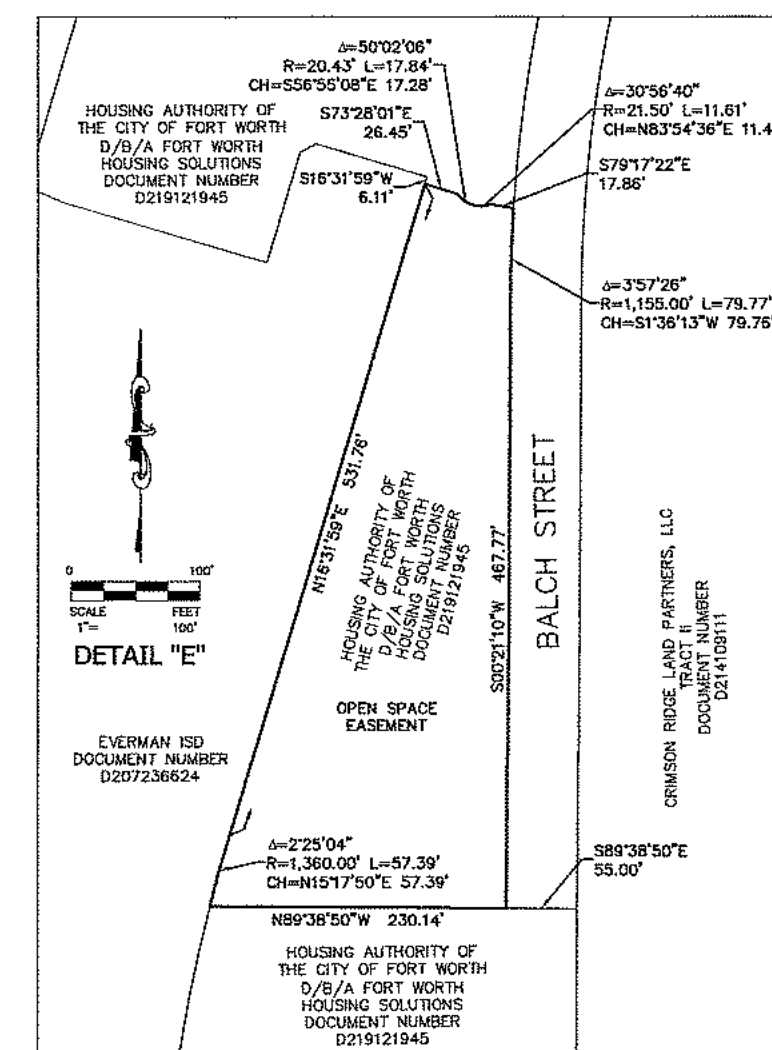 Δ=50°02'06"
R=20.43' L=17.84'
CH=S56°55'08"E 17.28'
HOUSING AUTHORITY OF
THE CITY OF FORT WORTH
D/B/A FORT WORTH
HOUSING SOLUTIONS
DOCUMENT NUMBER
D219121945
S73°28'01"E
26.45'
Δ=30°56'40"
R=21.50' L=11.61'
CH=N83°54'36"E 11.4
S16°31'59"W
6.11'
S79°17'22"E
17.86'
Δ=3°57'26"
R=1,155.00' L=79.77'
CH=S1°36'13"W 79.76'
N16°31'59"E 531.76'
HOUSING AUTHORITY OF
THE CITY OF FORT WORTH
D/B/A FORT WORTH
HOUSING SOLUTIONS
DOCUMENT NUMBER
D219121945
S00°21'10"W 467.77'
BALCH STREET
CRIMSON RIDGE LAND PARTNERS, LLC
TRACT II
DOCUMENT NUMBER
D214109111
0 100'
SCALE FEET
1"= 100'
DETAIL "E"
OPEN SPACE
EASEMENT
EVERMAN ISD
DOCUMENT NUMBER
D207236624
Δ=2°25'04"
R=1,360.00' L=57.39'
CH=N15°17'50"E 57.39'
S89°38'50"E
55.00'
N89°38'50"W 230.14'
HOUSING AUTHORITY OF
THE CITY OF FORT WORTH
D/B/A FORT WORTH
HOUSING SOLUTIONS
DOCUMENT NUMBER
D219121945